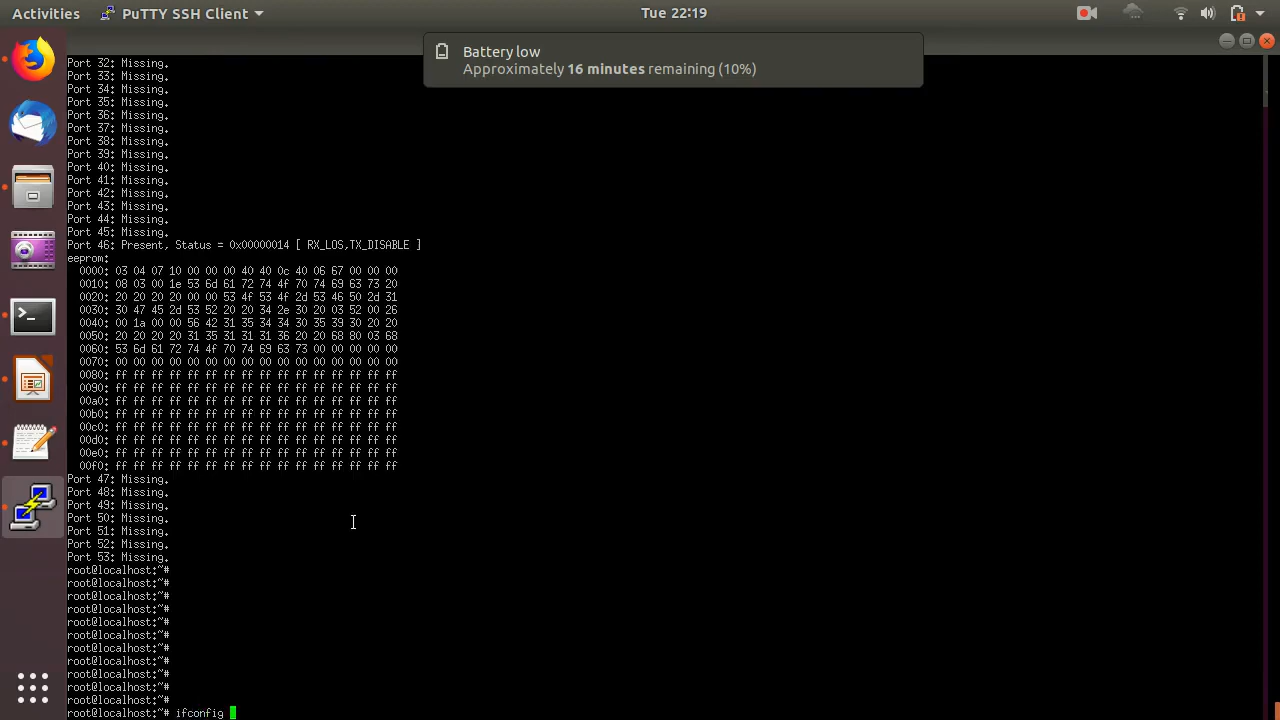 Activities
PuTTY SSH Client
Tue 22:19
Battery low
Approximately 16 minutes remaining (10%)
Port 32: Missing.
Port 33: Missing.
Port 34: Missing.
Port 35: Missing.
Port 36: Missing.
Port 37: Missing.
Port 38: Missing.
Port 39: Missing.
Port 40: Missing.
Port 41: Missing.
Port 42: Missing.
Port 43: Missing.
Port 44: Missing.
Port 45: Missing.
Port 46: Present, Status = 0x00000014 [ RX_LOS,TX_DISABLE ]
eeprom:
0000: 03 04 07 10 00 00 00 40 40 0c 40 06 67 00 00 00
0010: 08 03 00 1e 53 6d 61 72 74 4f 70 74 69 63 73 20
0020: 20 20 20 20 00 00 53 4f 53 4f 2d 53 46 50 2d 31
0030: 30 47 45 2d 53 52 20 20 34 2e 30 20 03 52 00 26
0040: 00 1a 00 00 56 42 31 35 34 34 30 35 39 30 20 20
0050: 20 20 20 20 31 35 31 31 31 36 20 20 68 80 03 68
0060: 53 6d 61 72 74 4f 70 74 69 63 73 00 00 00 00 00
0070: 00 00 00 00 00 00 00 00 00 00 00 00 00 00 00 00
0080: ff ff ff ff ff ff ff ff ff ff ff ff ff ff ff ff
0090: ff ff ff ff ff ff ff ff ff ff ff ff ff ff ff ff
00a0: ff ff ff ff ff ff ff ff ff ff ff ff ff ff ff ff
00b0: ff ff ff ff ff ff ff ff ff ff ff ff ff ff ff ff
00c0: ff ff ff ff ff ff ff ff ff ff ff ff ff ff ff ff
00d0: ff ff ff ff ff ff ff ff ff ff ff ff ff ff ff ff
00e0: ff ff ff ff ff ff ff ff ff ff ff ff ff ff ff ff
00f0: ff ff ff ff ff ff ff ff ff ff ff ff ff ff ff ff
Port 47: Missing.
Port 48: Missing.
Port 49: Missing.
Port 50: Missing.
Port 51: Missing.
Port 52: Missing.
Port 53: Missing.
root@localhost:~#
root@localhost:~#
root@localhost:~#
root@localhost:~#
root@localhost:~#
root@localhost:~#
root@localhost:~#
root@localhost:~#
root@localhost:~#
root@localhost:~#
root@localhost:~#
root@localhost:~# ifconfig